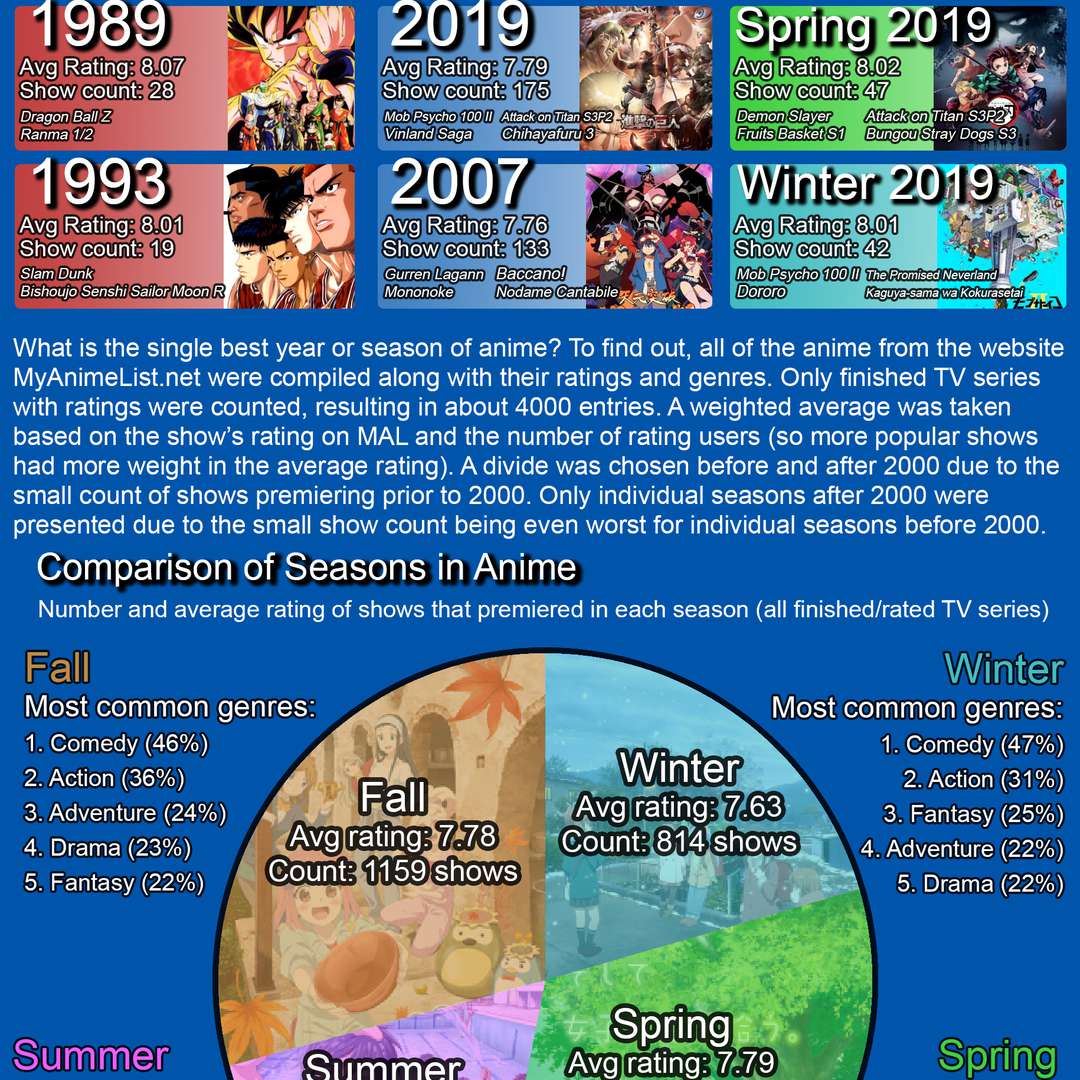 1989
Avg Rating: 8.07
Show count: 28
Dragon Ball Z
Ranma 1/2
2019
Avg Rating: 7.79
Show count: 175
Mob Psycho 100 II Attack on Titan S3P2
Vinland Saga Chihayafuru 3
進撃の巨人
Spring 2019
Avg Rating: 8.02
Show count: 47
Demon Slayer Attack on Titan S3P2
Fruits Basket S1 Bungou Stray Dogs S3
1993
Avg Rating: 8.01
Show count: 19
Slam Dunk
Bishoujo Senshi Sailor Moon R
2007
Avg Rating: 7.76
Show count: 133
Gurren Lagann Baccano!
Mononoke Nodame Cantabile
Winter 2019
Avg Rating: 8.01
Show count: 42
Mob Psycho 100 II The Promised Neverland
Dororo Kaguya-sama wa Kokurasetai
What is the single best year or season of anime? To find out, all of the anime from the website
MyAnimeList.net were compiled along with their ratings and genres. Only finished TV series
with ratings were counted, resulting in about 4000 entries. A weighted average was taken
based on the show's rating on MAL and the number of rating users (so more popular shows
had more weight in the average rating). A divide was chosen before and after 2000 due to the
small count of shows premiering prior to 2000. Only individual seasons after 2000 were
presented due to the small show count being even worst for individual seasons before 2000.
Comparison of Seasons in Anime
Number and average rating of shows that premiered in each season (all finished/rated TV series)
Fall
Most common genres:
1. Comedy (46%)
2. Action (36%)
3. Adventure (24%)
4. Drama (23%)
5. Fantasy (22%)
Fall
Avg rating: 7.78
Count: 1159 shows
Winter
Avg rating: 7.63
Count: 814 shows
Winter
Most common genres:
1. Comedy (47%)
2. Action (31%)
3. Fantasy (25%)
4. Adventure (22%)
5. Drama (22%)
Summer
Summer
そして
Spring
Avg rating: 7.79
Spring